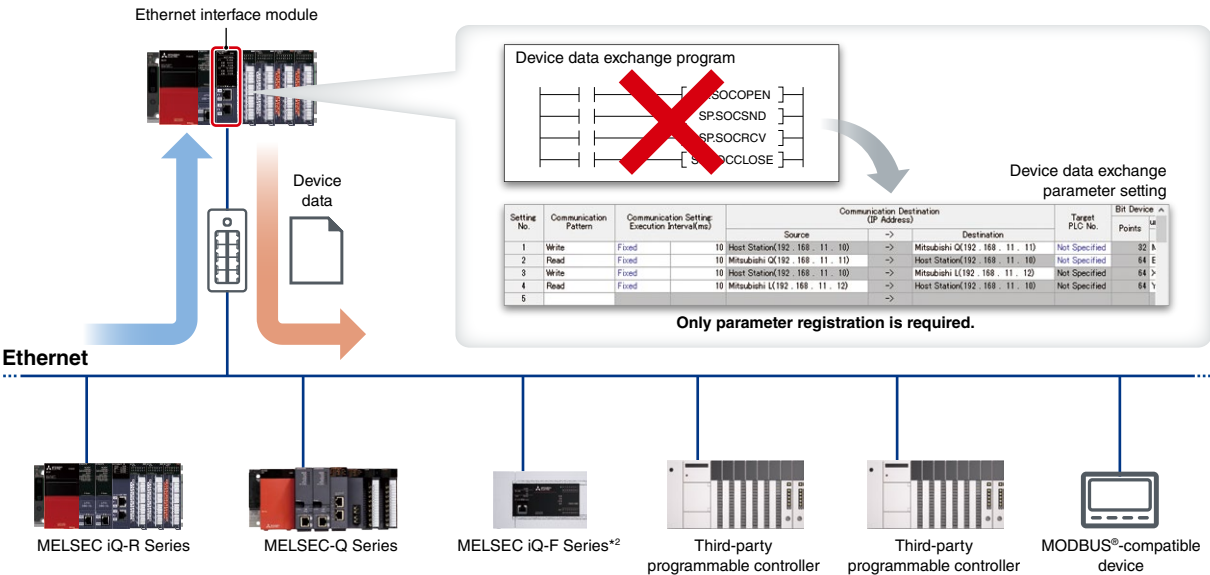 Ethernet interface module
Device data exchange program
SOCOPEN
SP.SOCSND
SP.SOCRCV
CCLOSE
Device
data
Device data exchange
parameter setting
Setting No. Communication Pattern Communication Setting: Execution Interval(ms) Communication Destination (IP Address) Target PLC No. Bit Device
Source -> Destination Points
1 Write Fixed 10 Host Station(192 . 168 . 11 . 10) -> Mitsubishi Q(192 . 168 . 11 . 11) Not Specified 32
2 Read Fixed 10 Mitsubishi Q(192 . 168 . 11 . 11) -> Host Station(192 . 168 . 11 . 10) Not Specified 64
3 Write Fixed 10 Host Station(192 . 168 . 11 . 10) -> Mitsubishi L(192 . 168 . 11 . 12) Not Specified 64
4 Read Fixed 10 Mitsubishi L(192 . 168 . 11 . 12) -> Host Station(192 . 168 . 11 . 10) Not Specified 64
5 ->
Only parameter registration is required.
Ethernet
MELSEC iQ-R Series
MELSEC-Q Series
MELSEC iQ-F Series*2
Third-party
programmable controller
Third-party
programmable controller
MODBUS®-compatible
device